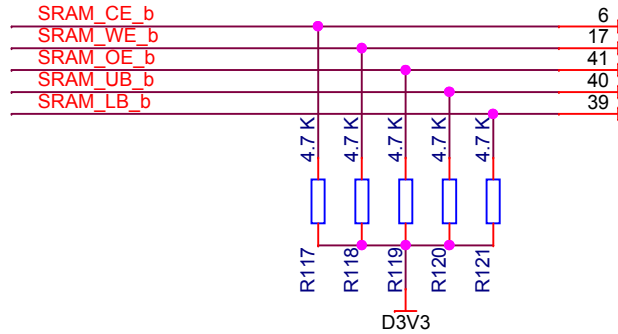 SRAM_CE_b 6
SRAM_WE_b 17
SRAM_OE_b 41
SRAM_UB_b 40
SRAM_LB_b 39
4.7 K 4.7 K 4.7 K 4.7 K 4.7 K
R117 R118 R119 R120 R121
D3V3